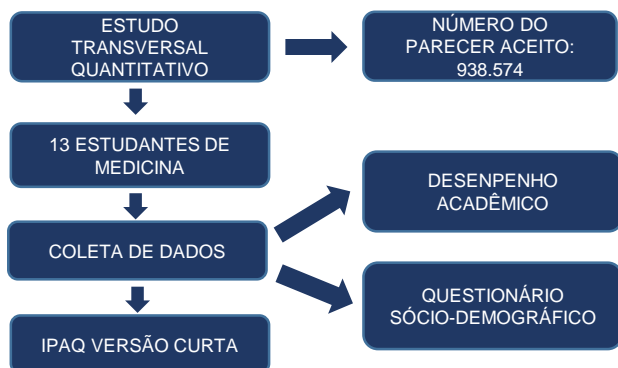 ESTUDO
TRANSVERSAL
QUANTITATIVO
NÚMERO DO
PARECER ACEITO:
938.574
13 ESTUDANTES DE
MEDICINA
COLETA DE DADOS
DESENPENHO
ACADÊMICO
IPAQ VERSÃO CURTA
QUESTIONÁRIO
SÓCIO-DEMOGRÁFICO